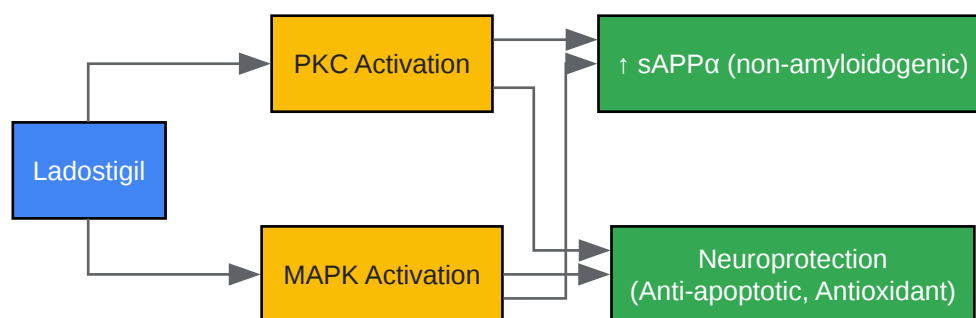 PKC Activation
↑ sAPPα (non-amyloidogenic)
Ladostigil
MAPK Activation
Neuroprotection
(Anti-apoptotic, Antioxidant)